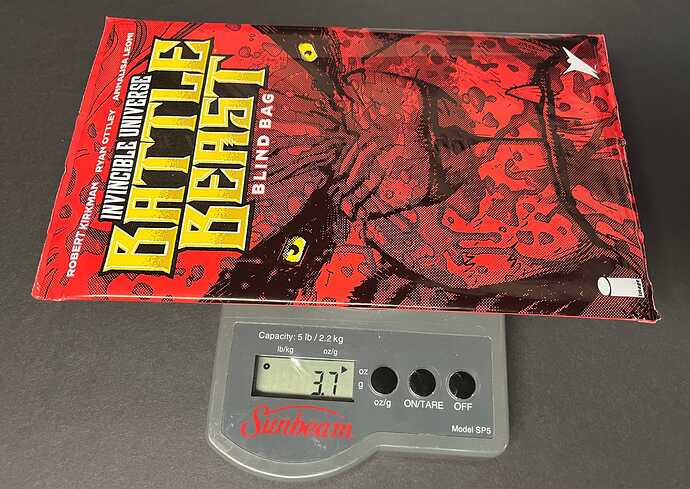 ROBERT KIRKMAN RYAN OTTLEY ANNALISA LEONI
INVINCIBLE UNIVERSE
BATTLE
BEAST
BLIND BAG
image
Capacity: 5 lb / 2.2 kg
lb/kg oz/g
3.7
oz
g
oz/g ON/TARE OFF
Sunbeam
Model SP5